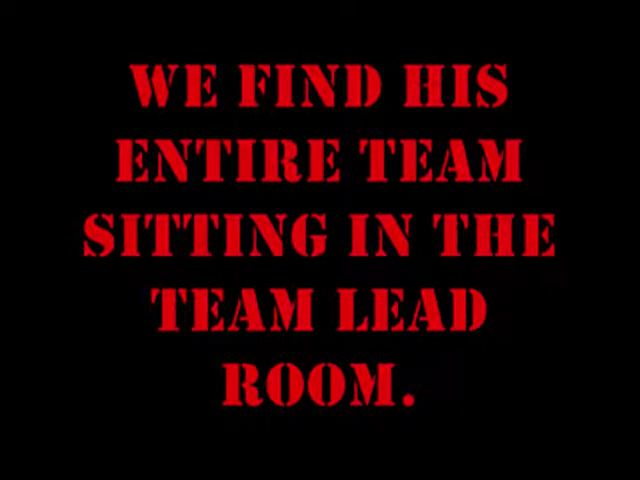 WE FIND HIS
ENTIRE TEAM
SITTING IN THE
TEAM LEAD
ROOM.